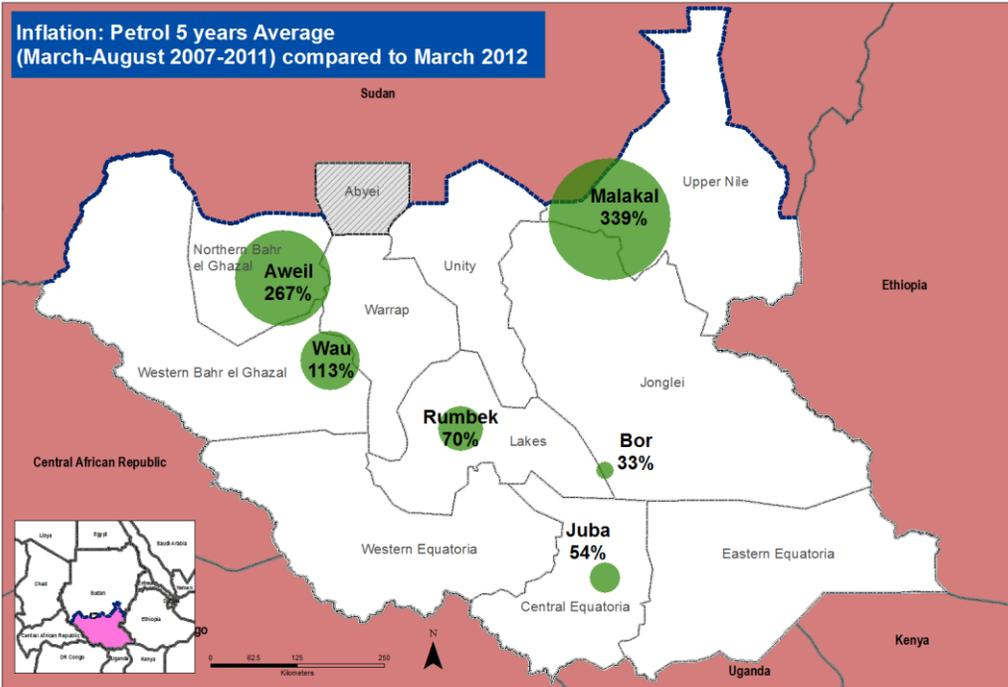 Inflation: Petrol 5 years Average
(March-August 2007-2011) compared to March 2012
Sudan
Abyei
Upper Nile
Malakal
339%
Northern Bahr
el Ghazal
Aweil
267%
Unity
Ethiopia
Warrap
Wau
113%
Western Bahr el Ghazal
Jonglei
Rumbek
70%
Lakes
Bor
33%
Central African Republic
Juba
54%
Western Equatoria
Eastern Equatoria
Central Equatoria
Libya
Egypt
Saudi Arabia
Chad
Sudan
Yemen
Ethiopia
Central African Republic
DR Congo
Uganda
Kenya
go
N
0 62.5 125 250
Kilometers
Kenya
Uganda